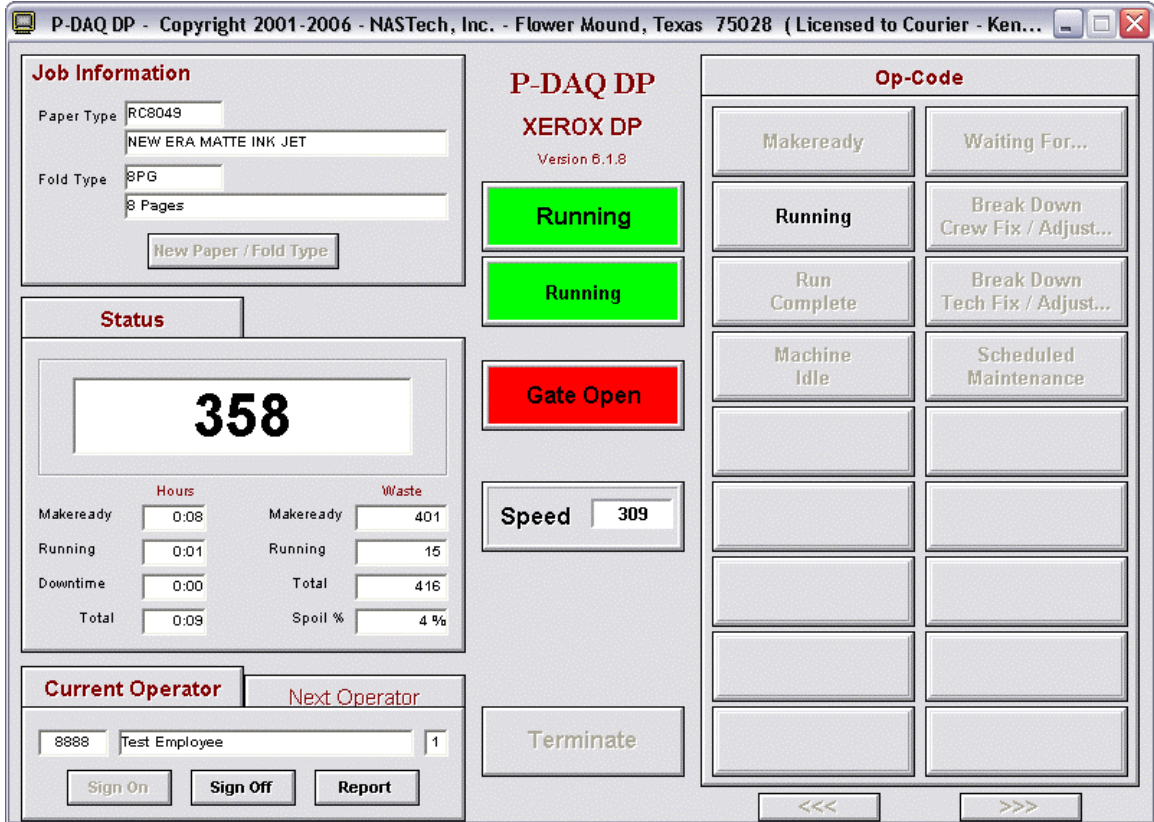 P-DAQ DP - Copyright 2001-2006 - NASTech, Inc. - Flower Mound, Texas 75028 ( Licensed to Courier - Ken...
Job Information
Paper Type RC8049
NEW ERA MATTE INK JET
Fold Type 8PG
8 Pages
New Paper / Fold Type
Status
358
Hours Waste
Makeready 0:08 Makeready 401
Running 0:01 Running 15
Downtime 0:00 Total 416
Total 0:09 Spoil % 4 %
Current Operator Next Operator
8888 Test Employee 1
Sign On Sign Off Report
P-DAQ DP
XEROX DP
Version 6.1.8
Running
Running
Gate Open
Speed 309
Terminate
Op-Code
Makeready
Waiting For...
Running
Break Down
Crew Fix / Adjust...
Run
Complete
Break Down
Tech Fix / Adjust...
Machine
Idle
Scheduled
Maintenance
<<< >>>